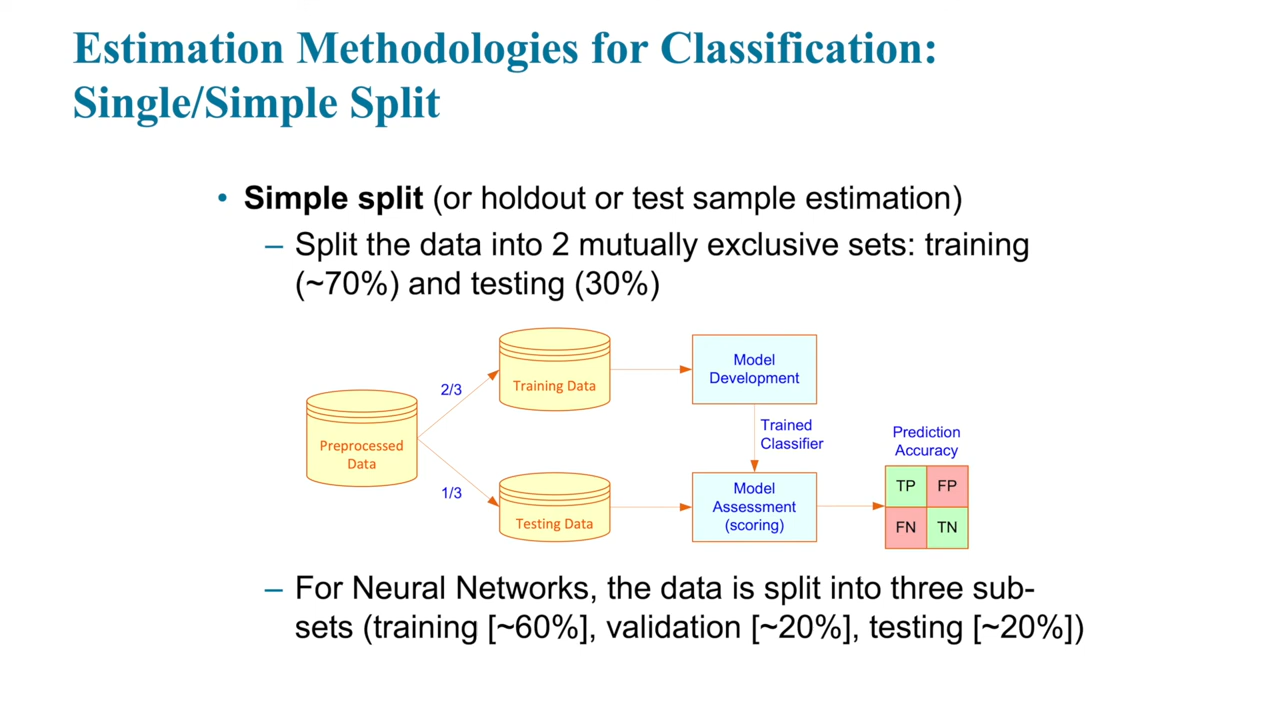 Estimation Methodologies for Classification:
Single/Simple Split
• Simple split (or holdout or test sample estimation)
– Split the data into 2 mutually exclusive sets: training
(~70%) and testing (30%)
Preprocessed
Data
2/3
1/3
Training Data
Testing Data
Model
Development
Trained
Classifier
Model
Assessment
(scoring)
Prediction
Accuracy
TP FP
FN TN
– For Neural Networks, the data is split into three sub-
sets (training [~60%], validation [~20%], testing [~20%])